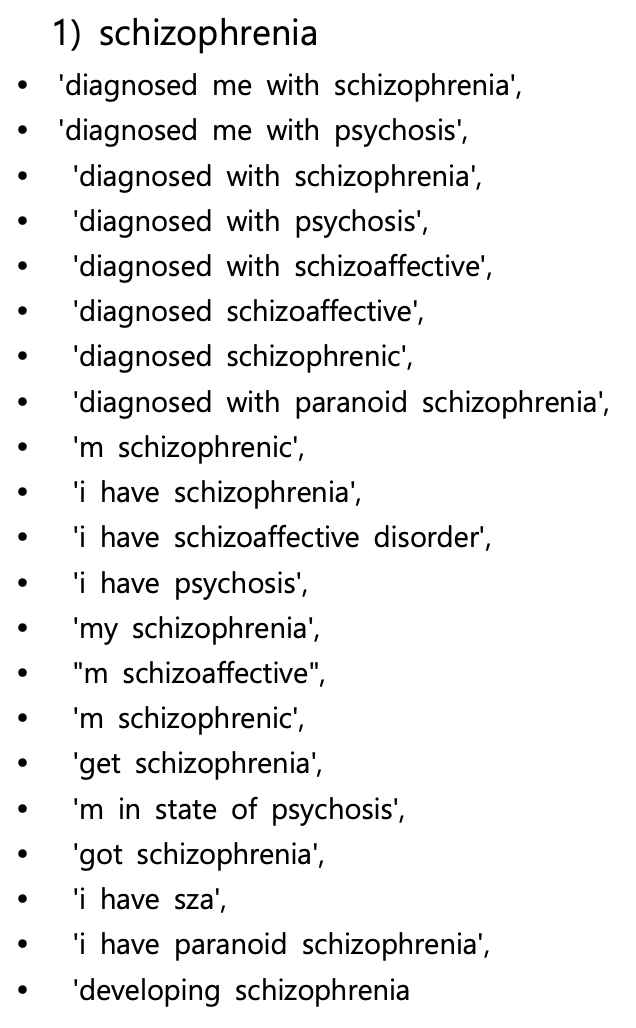 1) schizophrenia
• 'diagnosed me with schizophrenia',
• 'diagnosed me with psychosis',
• 'diagnosed with schizophrenia',
• 'diagnosed with psychosis',
• 'diagnosed with schizoaffective',
• 'diagnosed schizoaffective',
• 'diagnosed schizophrenic',
• 'diagnosed with paranoid schizophrenia',
• 'm schizophrenic',
• 'i have schizophrenia',
• 'i have schizoaffective disorder',
• 'i have psychosis',
• 'my schizophrenia',
• "m schizoaffective",
• 'm schizophrenic',
• 'get schizophrenia',
• 'm in state of psychosis',
• 'got schizophrenia',
• 'i have sza',
• 'i have paranoid schizophrenia',
• 'developing schizophrenia